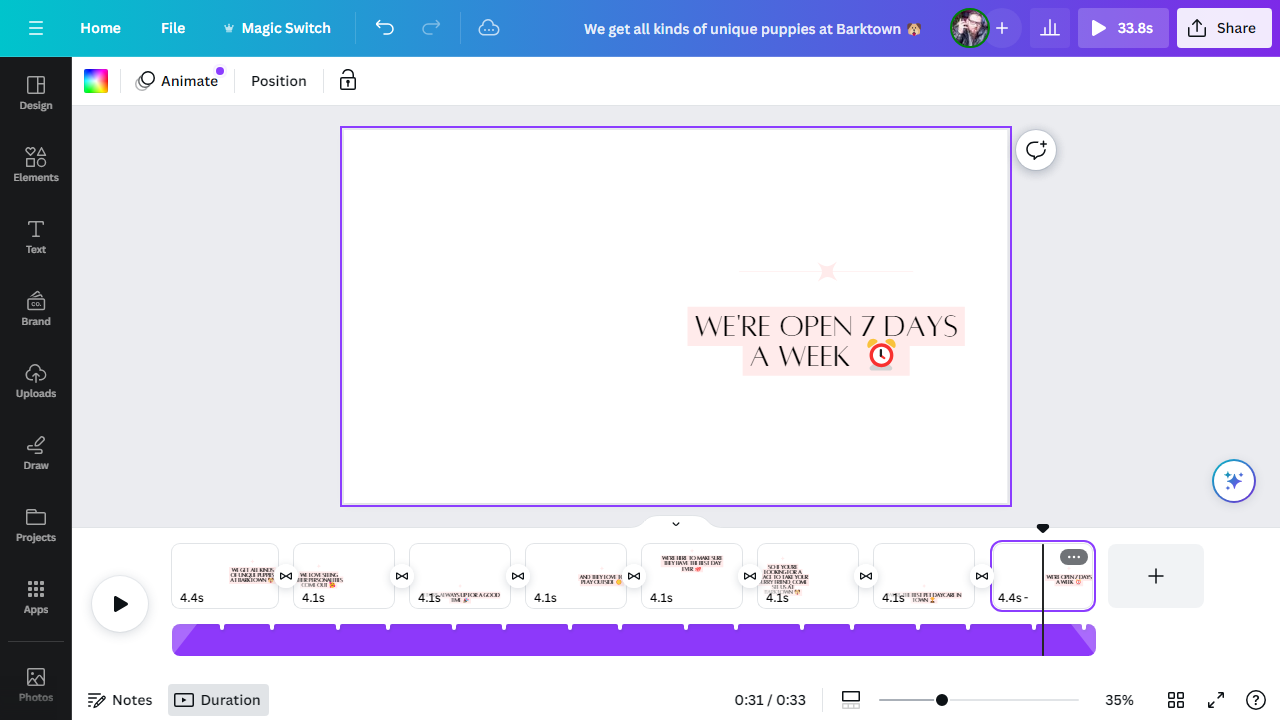 Home
File
Magic Switch
We get all kinds of unique puppies at Barktown 🙈
33.8s
Share
Design
Elements
Text
CO.
Brand
Uploads
Draw
Projects
Apps
Photos
Animate
Position
WE'RE OPEN 7 DAYS
A WEEK ⏰
WE GET ALL KINDS
OF UNIQUE PUPPIES
AT BARKTOWN
4.4s
WE LOVE SEEING
THEIR PERSONALITIES
COME OUT
4.1s
ALWAYS UP FOR A GOOD
TIME
4.1s
AND THEY LOVE
PLAY OUTSIDE
4.1s
WE'RE HERE TO MAKE SURE
THEY HAVE THE BEST DAY
EVER
4.1s
SO IF YOU'RE
LOOKING FOR A
TO TAKE YOUR
FURRY FRIEND, COME
SEE US AT
4.1s
THE BEST PET DAYCARE IN
TOWN
4.1s
WE'RE OPEN 7 DAYS
A WEEK ⏰
4.4s -
Notes
Duration
0:31 / 0:33
35%